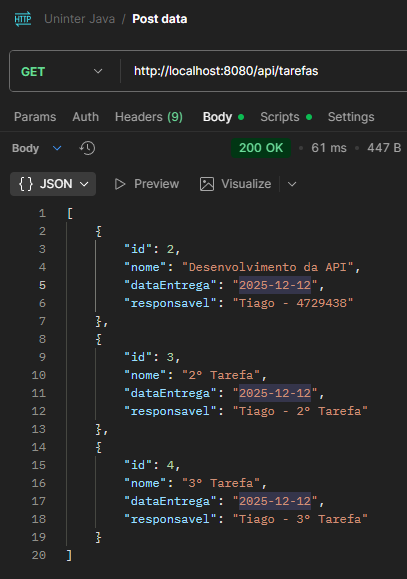 HTTP Uninter Java / Post data
GET http://localhost:8080/api/tarefas
Params Auth Headers (9) Body Scripts Settings
Body 200 OK 61 ms 447 B
{} JSON Preview Visualize
1 [
2 {
3 "id": 2,
4 "nome": "Desenvolvimento da API",
5 "dataEntrega": "2025-12-12",
6 "responsavel": "Tiago - 4729438"
7 },
8 {
9 "id": 3,
10 "nome": "2º Tarefa",
11 "dataEntrega": "2025-12-12",
12 "responsavel": "Tiago - 2º Tarefa"
13 },
14 {
15 "id": 4,
16 "nome": "3º Tarefa",
17 "dataEntrega": "2025-12-12",
18 "responsavel": "Tiago - 3º Tarefa"
19 }
20 ]